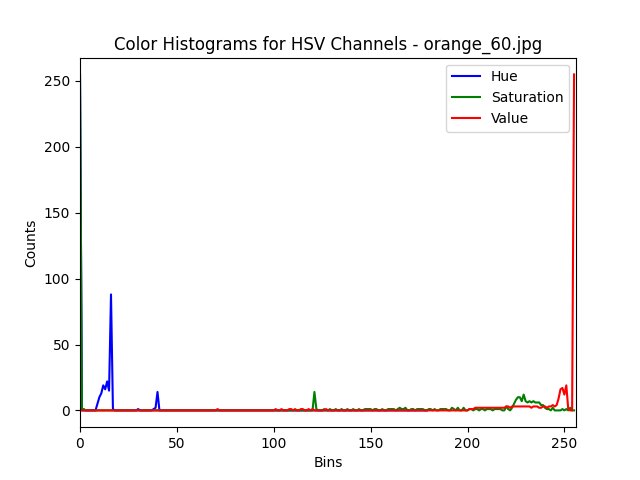 Color Histograms for HSV Channels - orange_60.jpg
Hue
Saturation
Value
Counts
250
200
150
100
50
0
0 50 100 150 200 250
Bins